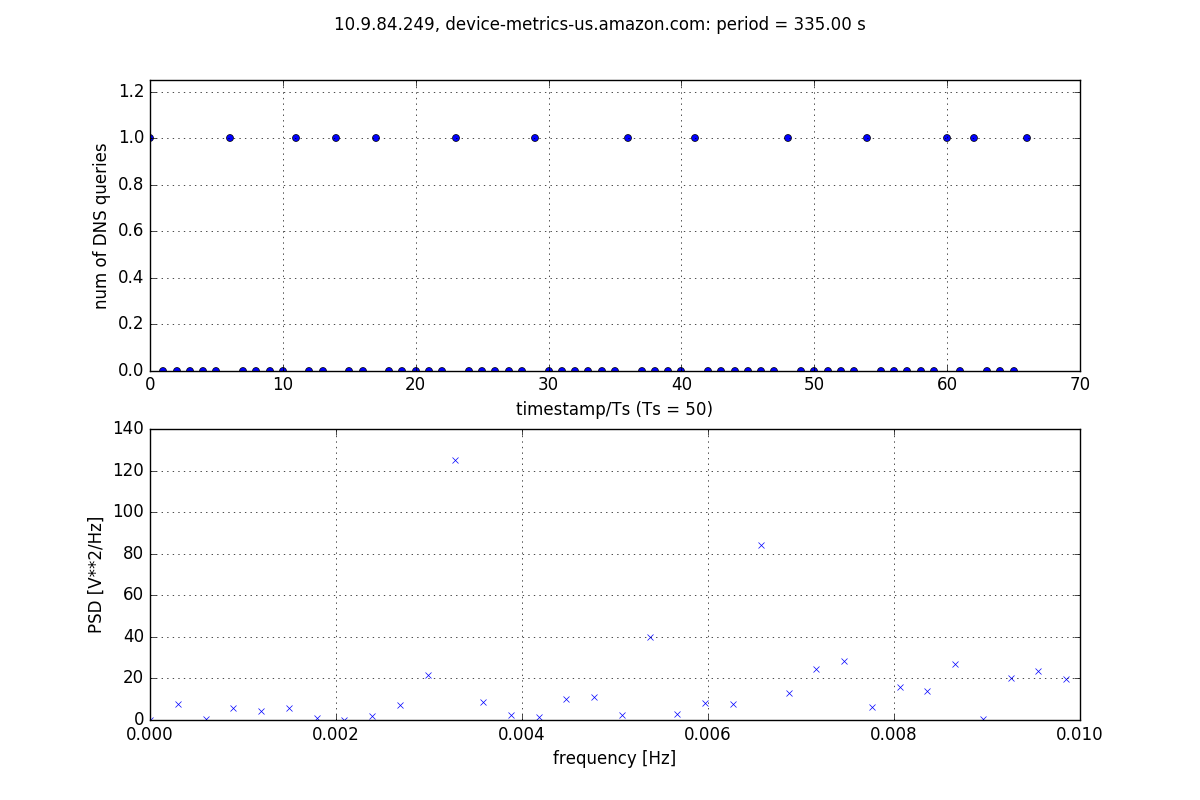 10.9.84.249, device-metrics-us.amazon.com: period = 335.00 s
1.2
1.0
0.8
0.6
0.4
0.2
0.0
num of DNS queries
0 10 20 30 40 50 60 70
timestamp/Ts (Ts = 50)
140
120
100
80
60
40
20
0
PSD [V**2/Hz]
0.000 0.002 0.004 0.006 0.008 0.010
frequency [Hz]